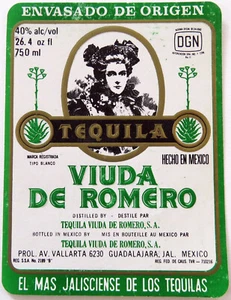 ENVASADO DE ORIGEN
40% alc/vol
26.4 oz fl
750 ml
DGN
TEQUILA
MARCA REGISTRADA
TIPO BLANCO
HECHO EN MEXICO
VIUDA
DE ROMERO
DISTILLED BY - DESTILE PAR
TEQUILA VIUDA DE ROMERO, S.A.
BOTTLED IN MEXICO BY MIS EN BOUTEILLE AU MEXICO PAR
TEQUILA VIUDA DE ROMERO, S.A.
PROL. AV. VALLARTA 6230 GUADALAJARA, JAL. MEXICO
EL MAS JALISCIENSE DE LOS TEQUILAS